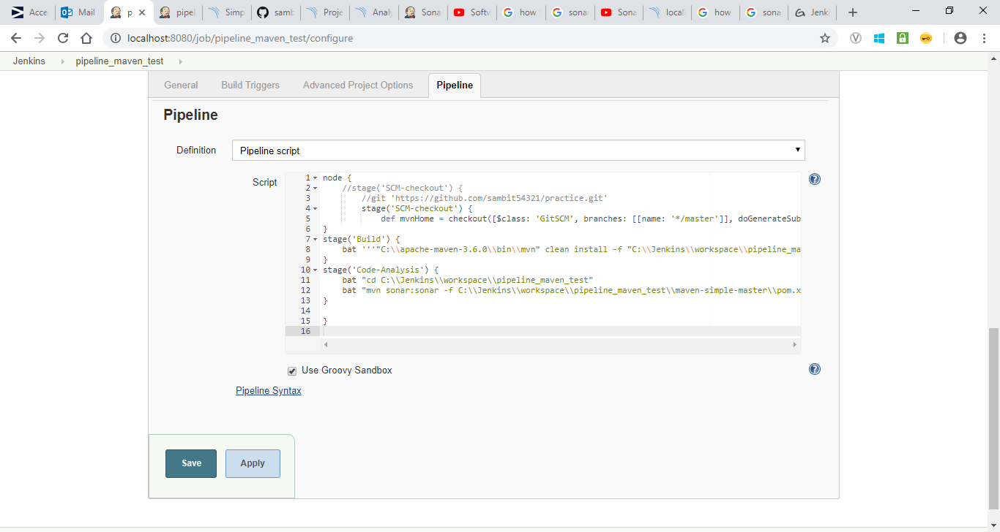 Acce
Mail
p
pipel
Simp
samb
Proje
Analy
Sona
Softw
how
sona
Sona
local
how
sona
Jenki
localhost:8080/job/pipeline_maven_test/configure
Jenkins
pipeline_maven_test
General
Build Triggers
Advanced Project Options
Pipeline
Pipeline
Definition
Pipeline script
Script
1 node {
2 //stage('SCM-checkout') {
3 //git 'https://github.com/sambit54321/practice.git'
4 stage('SCM-checkout') {
5 def mvnHome = checkout([$class: 'GitSCM', branches: [[name: '*/master']], doGenerateSub
6 }
7 stage('Build') {
8 bat '''"C:\\apache-maven-3.6.0\\bin\\mvn" clean install -f "C:\\Jenkins\\workspace\\pipeline_ma
9 }
10 stage('Code-Analysis') {
11 bat "cd C:\\Jenkins\\workspace\\pipeline_maven_test"
12 bat "mvn sonar:sonar -f C:\\Jenkins\\workspace\\pipeline_maven_test\\maven-simple-master\\pom.x
13 }
14
15 }
16
Use Groovy Sandbox
Pipeline Syntax
Save
Apply